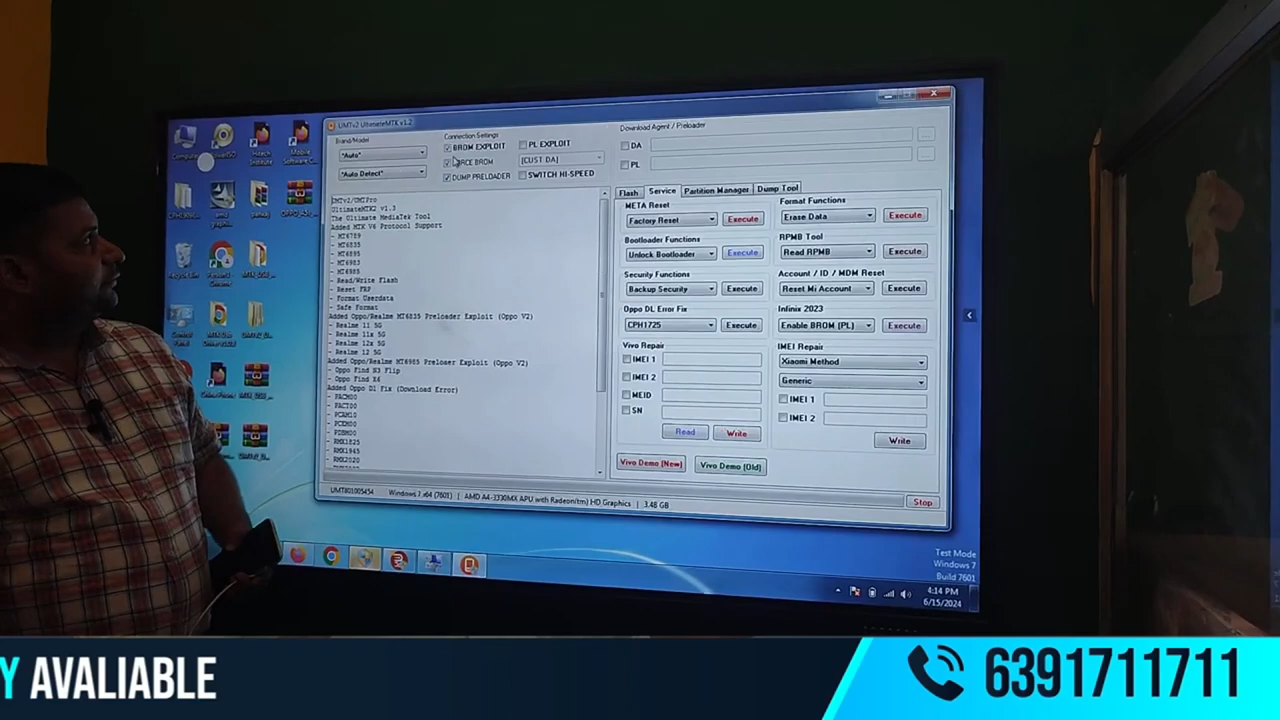 UMTv2 UltimateMTK v1.2
Brand/Model
"Auto"
"Auto Detect"
Connection Settings
BROM EXPLOIT
PL EXPLOIT
FORCE BROM
[CUST DA]
DUMP PRELOADER
SWITCH HI-SPEED
Download Agent / Preloader
DA
PL
UMTv2/UMTPro
UltimateMTK2 v1.3
The Ultimate MediaTek Tool
Added MTK V6 Protocol Support
- MT6789
- MT6835
- MT6895
- MT6983
- MT6985
- Read/Write Flash
- Reset FRP
- Format Userdata
- Safe Format
Added Oppo/Realme MT6835 Preloader Exploit (Oppo V2)
- Realme 11 5G
- Realme 11x 5G
- Realme 12x 5G
- Realme 12 5G
Added Oppo/Realme MT6985 Preloser Exploit (Oppo V2)
- Oppo Find N3 Flip
- Oppo Find X6
Added Oppo Dl Fix (Download Error)
- PACM00
- PACT00
- PCAM10
- PCEM00
- PDBM00
- RMX1825
- RMX1945
- RMX2020
Flash
Service
Partition Manager
Dump Tool
META Reset
Factory Reset
Execute
Bootloader Functions
Unlock Bootloader
Execute
Security Functions
Backup Security
Execute
Oppo DL Error Fix
CPH1725
Execute
Vivo Repair
IMEI 1
IMEI 2
MEID
SN
Read
Write
Vivo Demo (New)
Vivo Demo (Old)
Format Functions
Erase Data
Execute
RPMB Tool
Read RPMB
Execute
Account / ID / MDM Reset
Reset Mi Account
Execute
Infinix 2023
Enable BROM (PL)
Execute
IMEI Repair
Xiaomi Method
Generic
IMEI 1
IMEI 2
Write
Stop
Windows 7 x64 (7601)
AMD A4-3330MX APU with Radeon(tm) HD Graphics
3.48 GB
Test Mode
Windows 7
Build 7601
4:14 PM
6/15/2024
Y AVALIABLE
6391711711